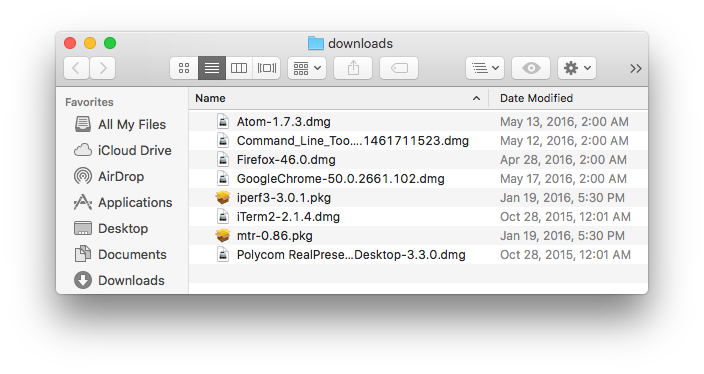 downloads
Favorites
All My Files
iCloud Drive
AirDrop
Applications
Desktop
Documents
Downloads
Name Date Modified
Atom-1.7.3.dmg May 13, 2016, 2:00 AM
Command_Line_Too....1461711523.dmg May 12, 2016, 2:00 AM
Firefox-46.0.dmg Apr 28, 2016, 2:00 AM
GoogleChrome-50.0.2661.102.dmg May 17, 2016, 2:00 AM
iperf3-3.0.1.pkg Jan 19, 2016, 5:30 PM
iTerm2-2.1.4.dmg Oct 28, 2015, 12:01 AM
mtr-0.86.pkg Jan 19, 2016, 5:30 PM
Polycom RealPrese...Desktop-3.3.0.dmg Oct 28, 2015, 12:01 AM